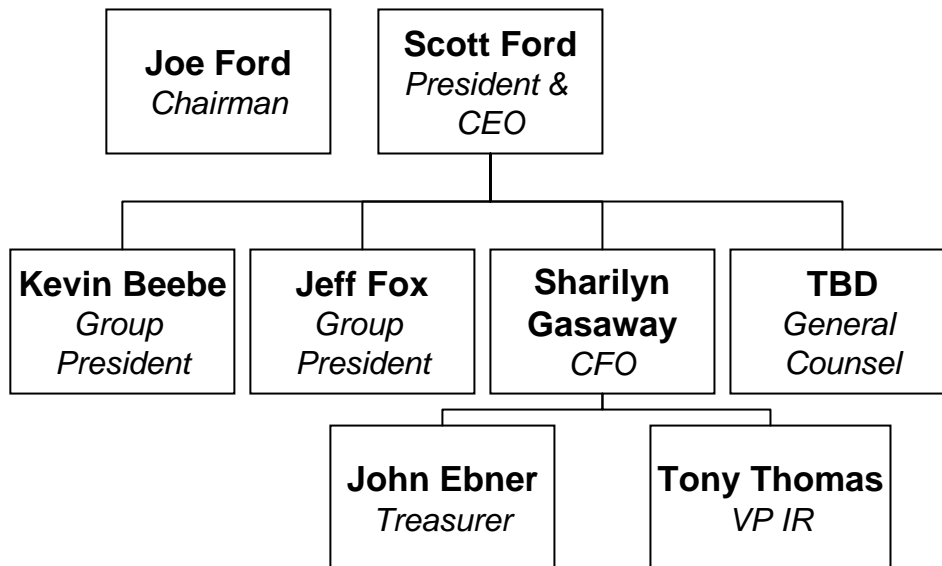 Joe Ford
Chairman
Scott Ford
President &
CEO
Kevin Beebe
Group
President
Jeff Fox
Group
President
Sharilyn
Gasaway
CFO
TBD
General
Counsel
John Ebner
Treasurer
Tony Thomas
VP IR